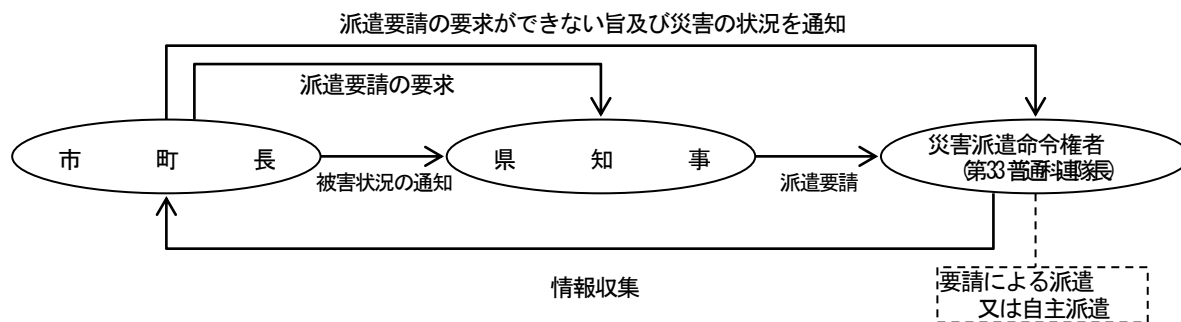 派遣要請の要求ができない旨及び災害の状況を通知
派遣要請の要求
市町長
県知事
災害派遣命令権者
(第33普通科連隊長)
被害状況の通知
派遣要請
情報収集
要請による派遣
又は自主派遣